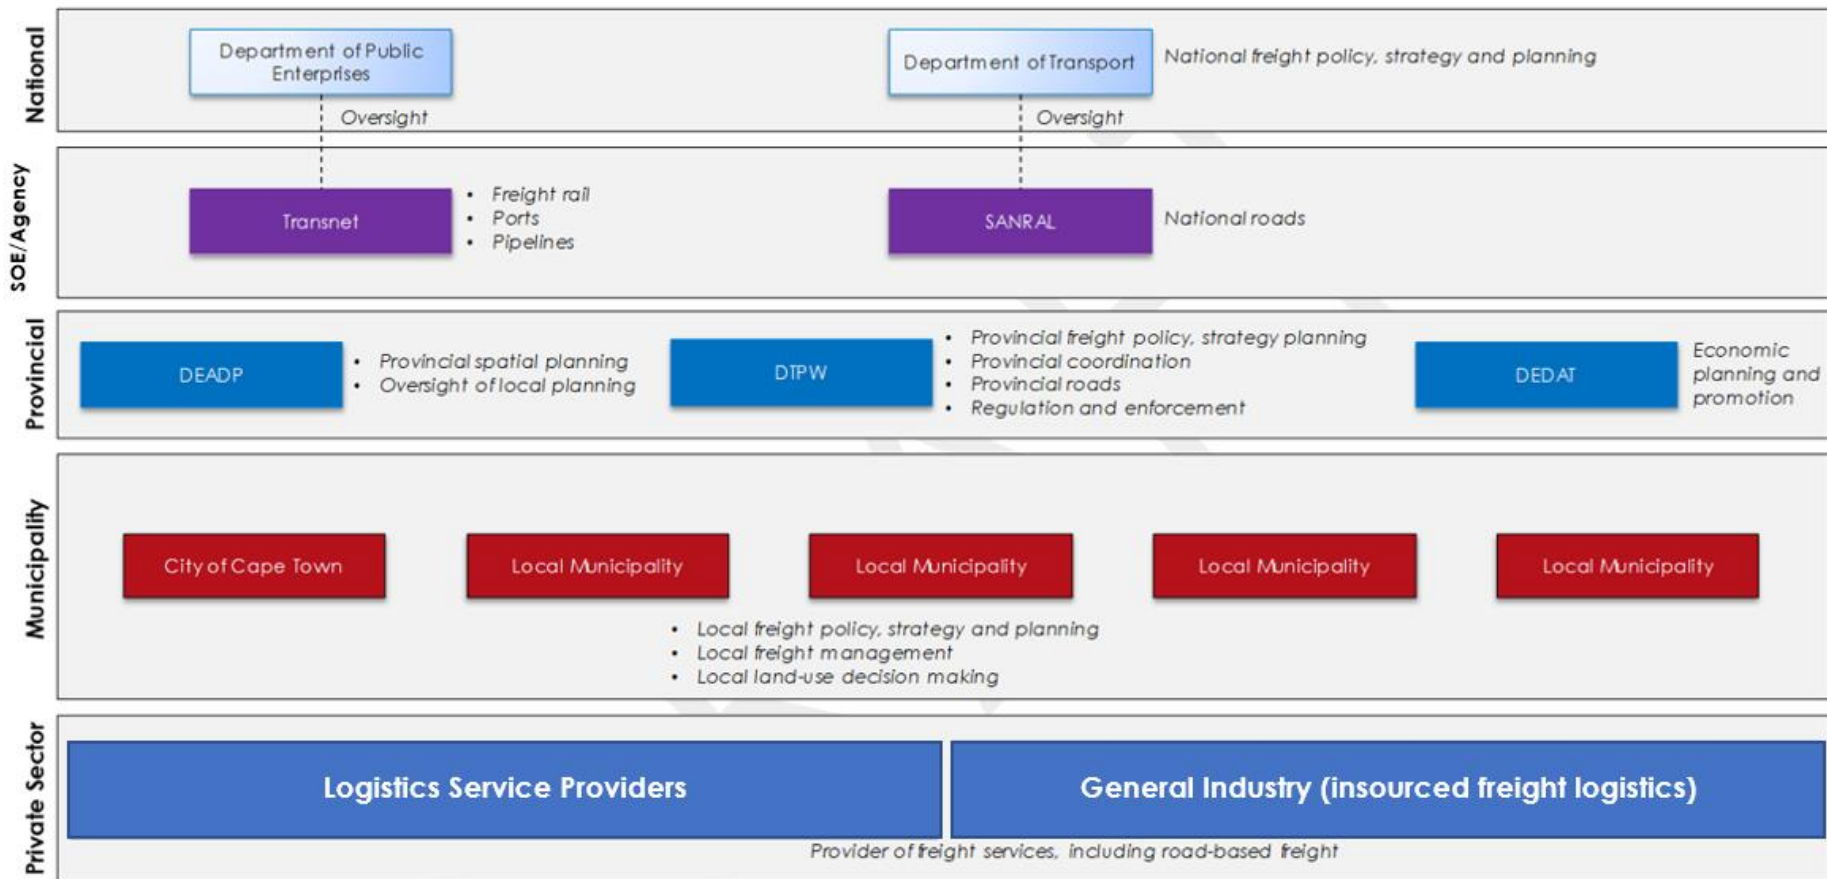 National
Department of Public
Enterprises
Department of Transport
National freight policy, strategy and planning
Oversight
Oversight
SOE/Agency
Transnet
• Freight rail
• Ports
• Pipelines
SANRAL
National roads
Provincial
DEADP
• Provincial spatial planning
• Oversight of local planning
DTPW
• Provincial freight policy, strategy planning
• Provincial coordination
• Provincial roads
• Regulation and enforcement
DEDAT
Economic
planning and
promotion
Municipality
City of Cape Town
Local Municipality
Local Municipality
Local Municipality
Local Municipality
• Local freight policy, strategy and planning
• Local freight management
• Local land-use decision making
Private Sector
Logistics Service Providers
General Industry (insourced freight logistics)
Provider of freight services, including road-based freight